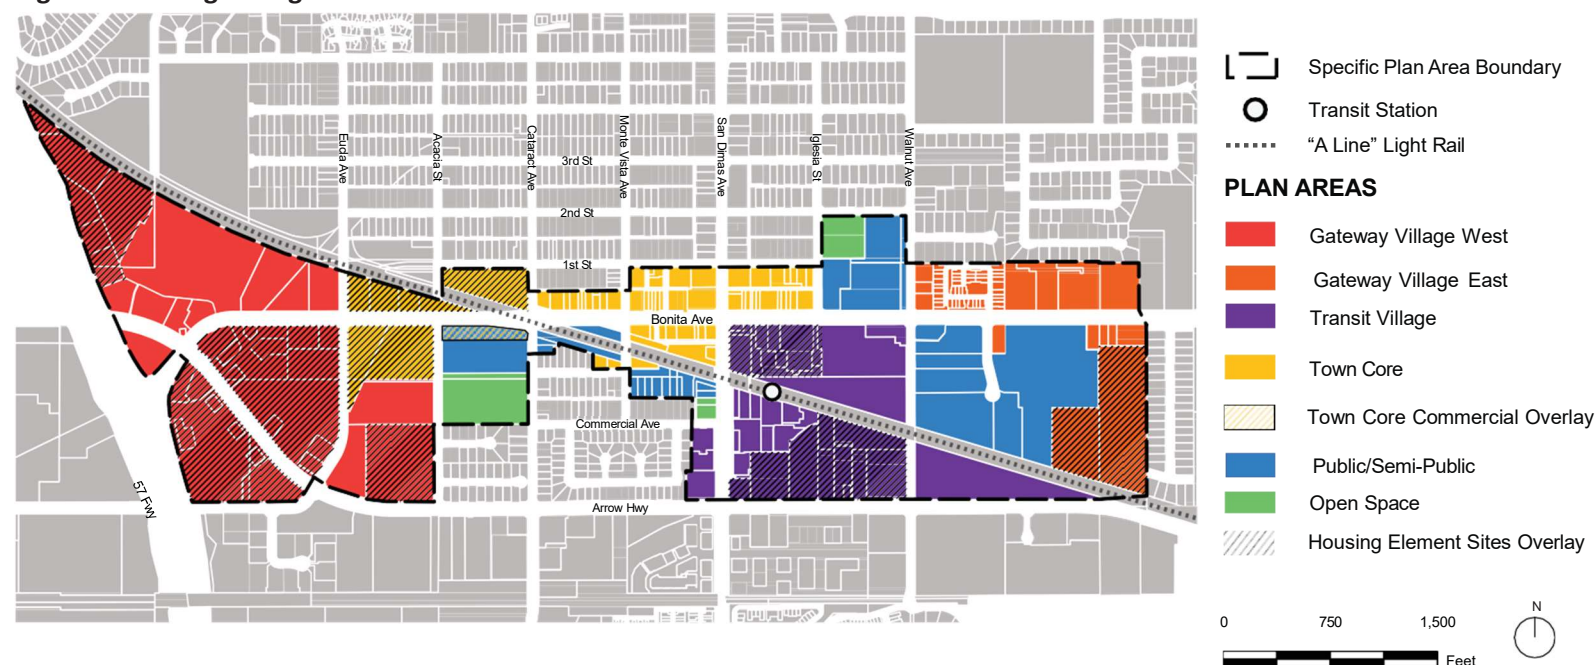 Eucla Ave
Acacia St
Cataract Ave
Monte Vista Ave
San Dimas Ave
Iglesia St
Walnut Ave
3rd St
2nd St
1st St
Bonita Ave
Commercial Ave
Arrow Hwy
57 Fwy
Specific Plan Area Boundary
Transit Station
“A Line” Light Rail
PLAN AREAS
Gateway Village West
Gateway Village East
Transit Village
Town Core
Town Core Commercial Overlay
Public/Semi-Public
Open Space
Housing Element Sites Overlay
0 750 1,500
Feet
N